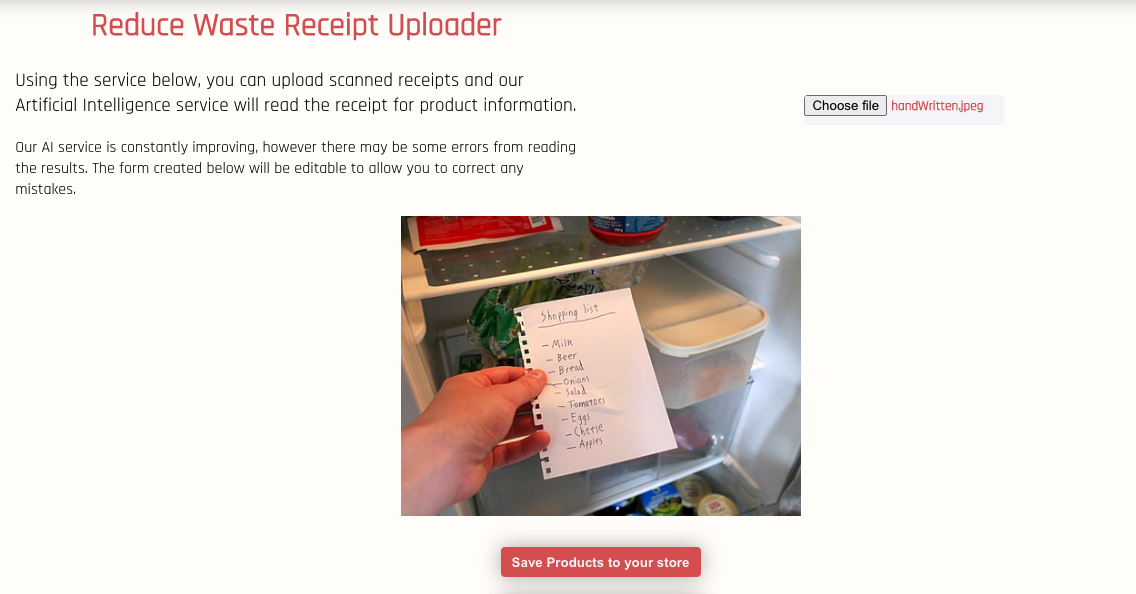 Reduce Waste Receipt Uploader
Using the service below, you can upload scanned receipts and our
Artificial Intelligence service will read the receipt for product information.
Choose file handWritten.jpeg
Our AI service is constantly improving, however there may be some errors from reading
the results. The form created below will be editable to allow you to correct any
mistakes.
Shopping list
– Milk
– Beer
– Bread
– Onions
– Salad
– Tomatoes
– Eggs
– Cheese
– Apples
Save Products to your store